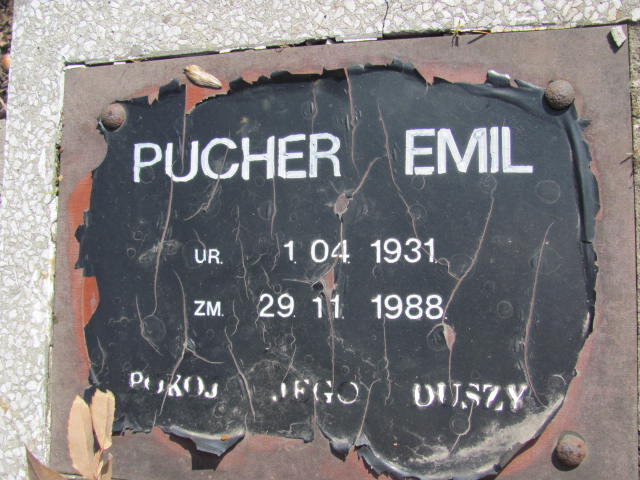 PUCHER EMIL
UR. 1. 04. 1931.
ZM. 29. 11. 1988.
POKOJ JEGO DUSZY